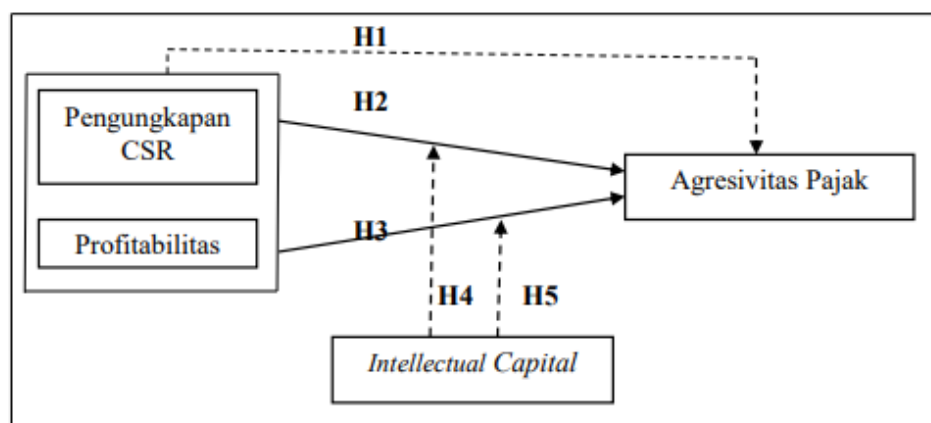 H1
H2
Pengungkapan
CSR
Agresivitas Pajak
Profitabilitas
H3
H4
H5
Intellectual Capital